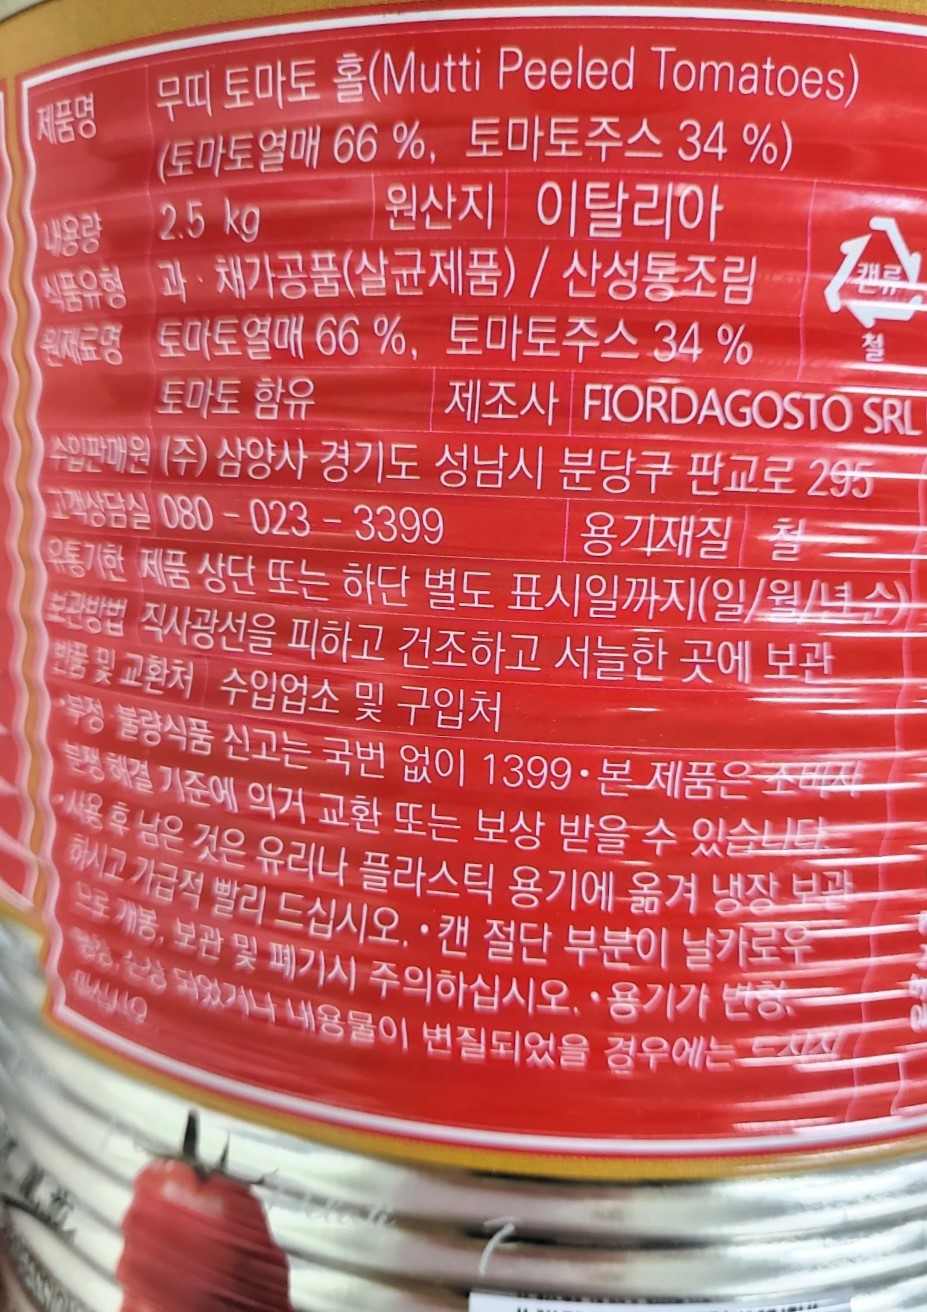 제품명 무띠 토마토 홀(Mutti Peeled Tomatoes)
(토마토열매 66 %, 토마토주스 34 %)
내용량 2.5 kg 원산지 이탈리아
식품유형 과·채가공품(살균제품) / 산성통조림
캔류
철
원재료명 토마토열매 66 %, 토마토주스 34 %
토마토 함유 제조사 FIORDAGOSTO SRL
수입판매원 (주) 삼양사 경기도 성남시 분당구 판교로 295
고객상담실 080 - 023 - 3399 용기재질 철
유통기한 제품 상단 또는 하단 별도 표시일까지(일/월/년 순)
보관방법 직사광선을 피하고 건조하고 서늘한 곳에 보관
반품 및 교환처 수입업소 및 구입처
•부정 불량식품 신고는 국번 없이 1399•본 제품은 소비자
분쟁 해결 기준에 의거 교환 또는 보상 받을 수 있습니다.
•사용 후 남은 것은 유리나 플라스틱 용기에 옮겨 냉장 보관
하시고 가급적 빨리 드십시오. •캔 절단 부분이 날카로우
므로 개봉, 보관 및 폐기시 주의하십시오. •용기가 변형,
팽창, 손상 되었거나 내용물이 변질되었을 경우에는 드시지
마십시오